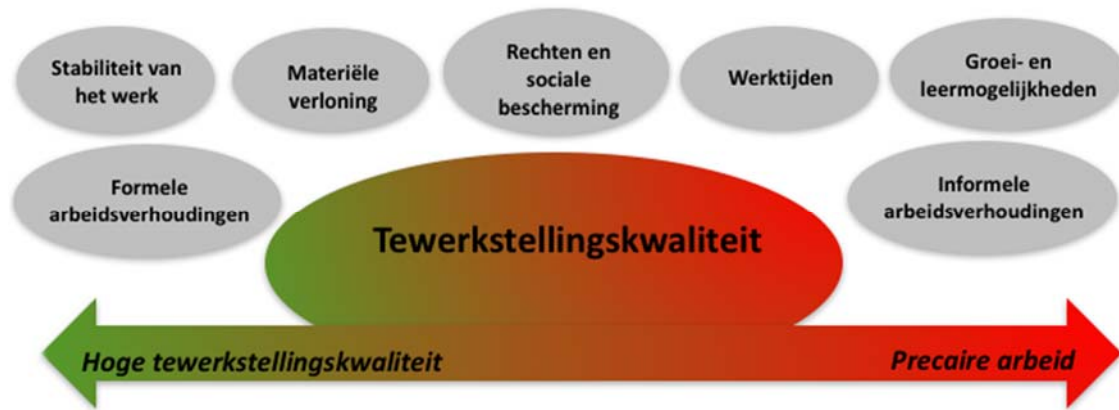 Stabiliteit van
het werk
Materiële
verloning
Rechten en
sociale
bescherming
Werktijden
Groei- en
leermogelijkheden
Formele
arbeidsverhoudingen
Informele
arbeidsverhoudingen
Tewerkstellingskwaliteit
Hoge tewerkstellingskwaliteit
Precaire arbeid